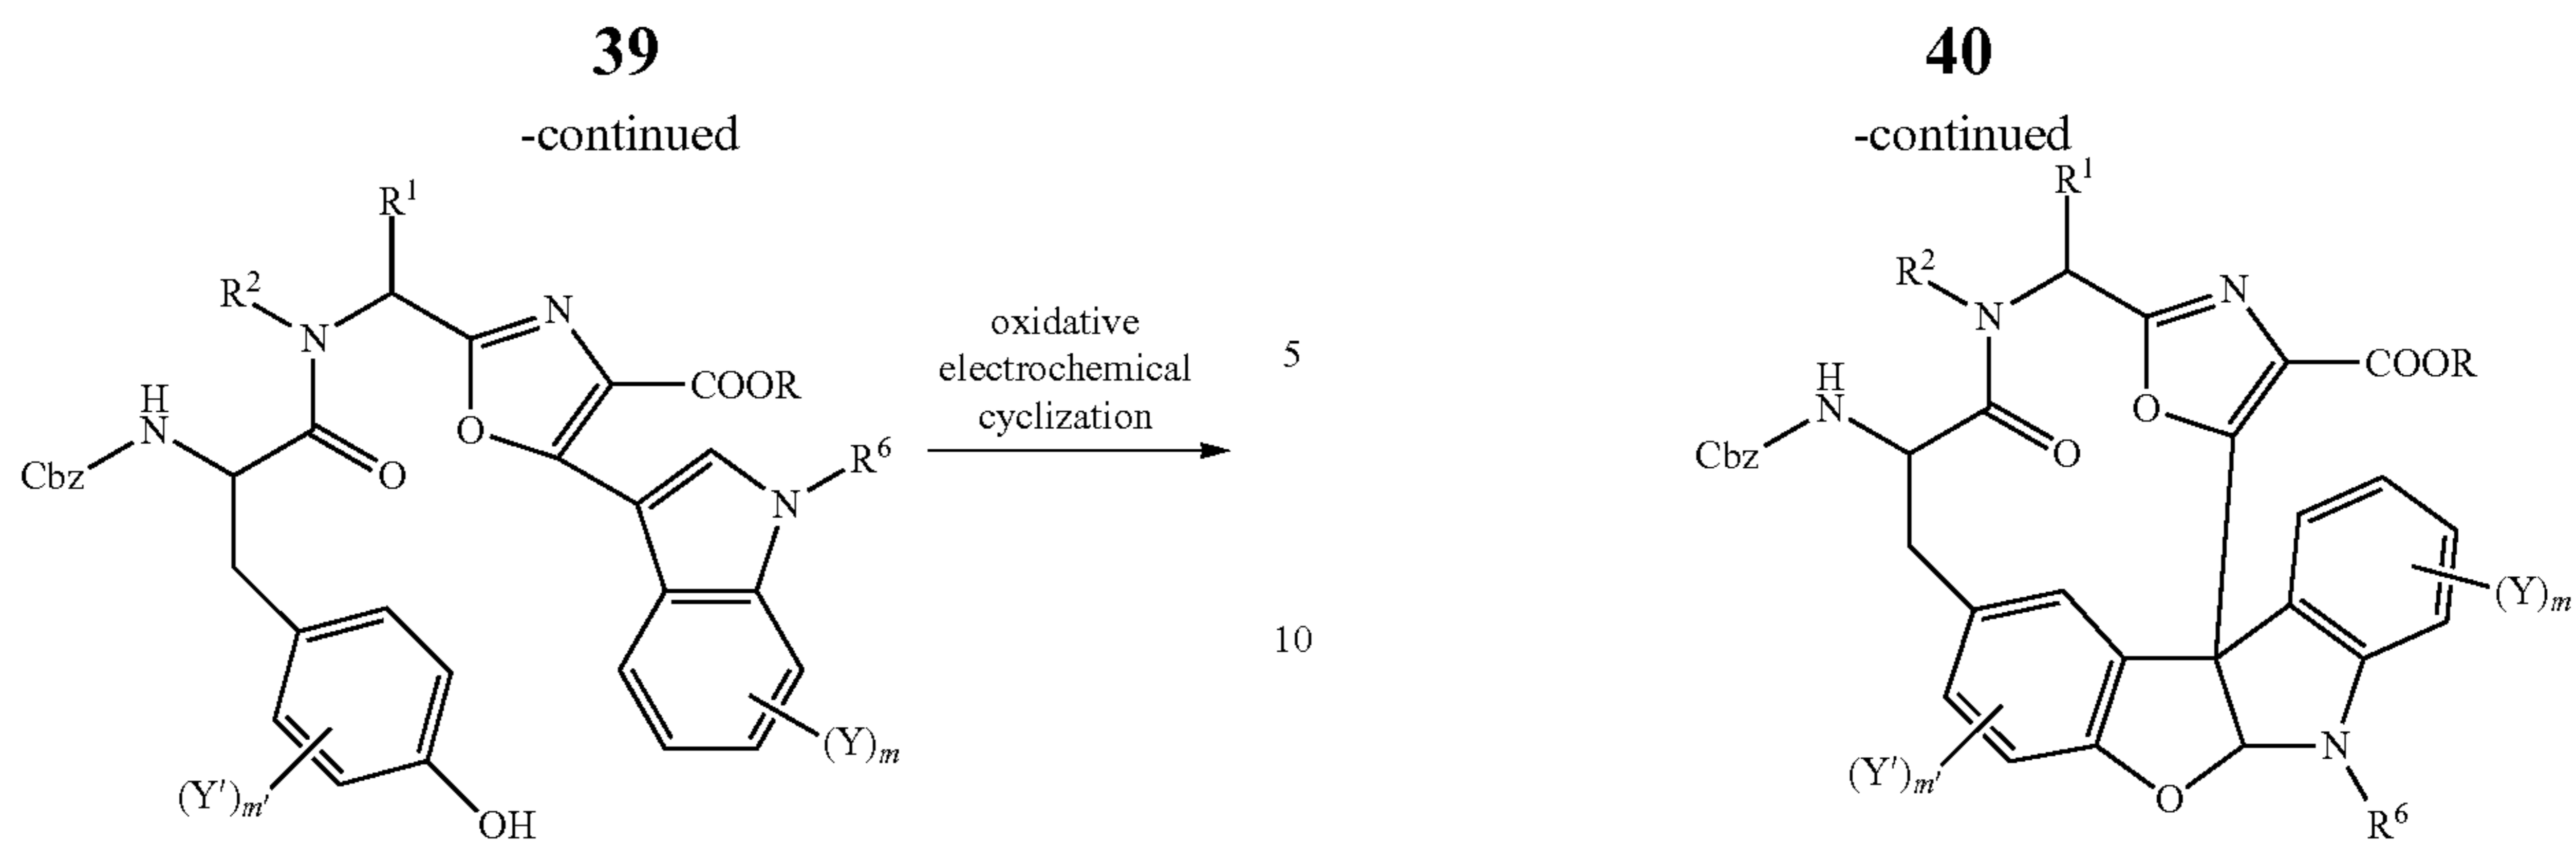 39
-continued
R1
R2
N
N
COOR
H
N
O
Cbz
O
R6
N
(Y)m
(Y')m'
OH
oxidative
electrochemical
cyclization
5
10
40
-continued
R1
R2
N
N
COOR
H
N
O
Cbz
O
(Y)m
(Y')m'
N
O
R6